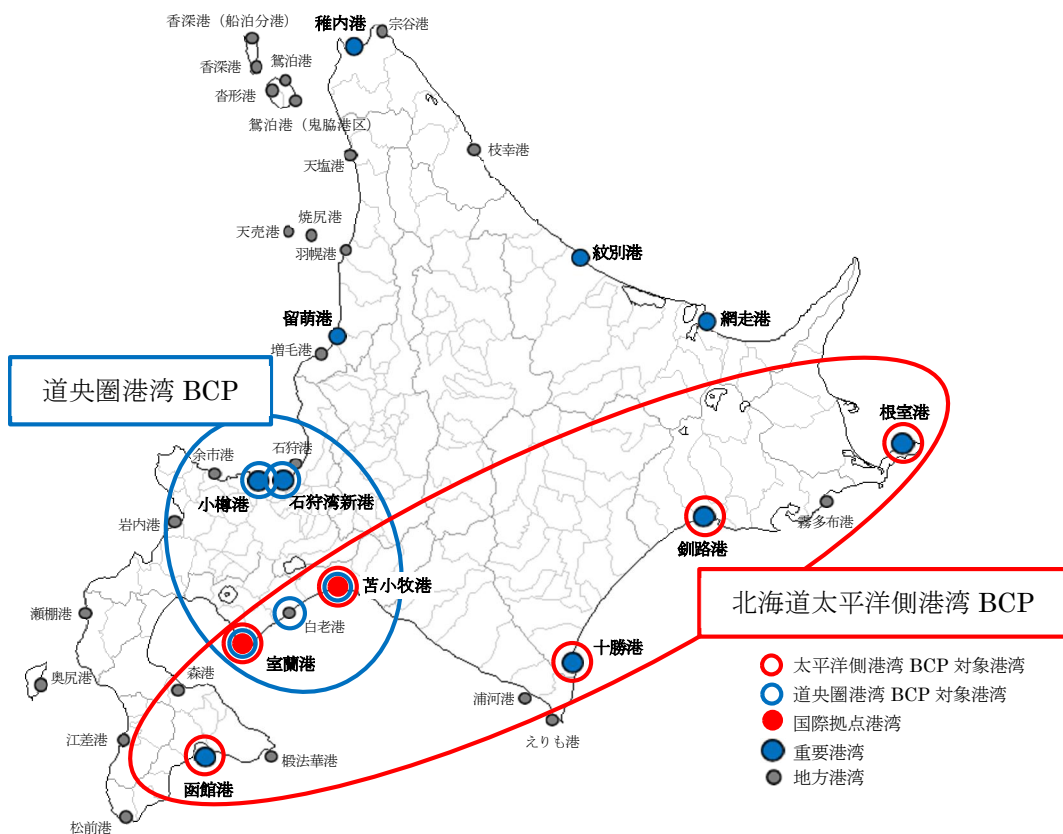 香深港（船泊分港）
稚内港
宗谷港
香深港
鴛泊港
沓形港
鴛泊港（鬼脇港区）
天塩港
枝幸港
焼尻港
天売港
羽幌港
紋別港
留萌港
網走港
増毛港
道央圏港湾 BCP
根室港
石狩港
余市港
小樽港
石狩湾新港
岩内港
霧多布港
釧路港
苫小牧港
北海道太平洋側港湾 BCP
瀬棚港
白老港
室蘭港
十勝港
奥尻港
森港
浦河港
えりも港
江差港
椴法華港
函館港
松前港
太平洋側港湾 BCP 対象港湾
道央圏港湾 BCP 対象港湾
国際拠点港湾
重要港湾
地方港湾